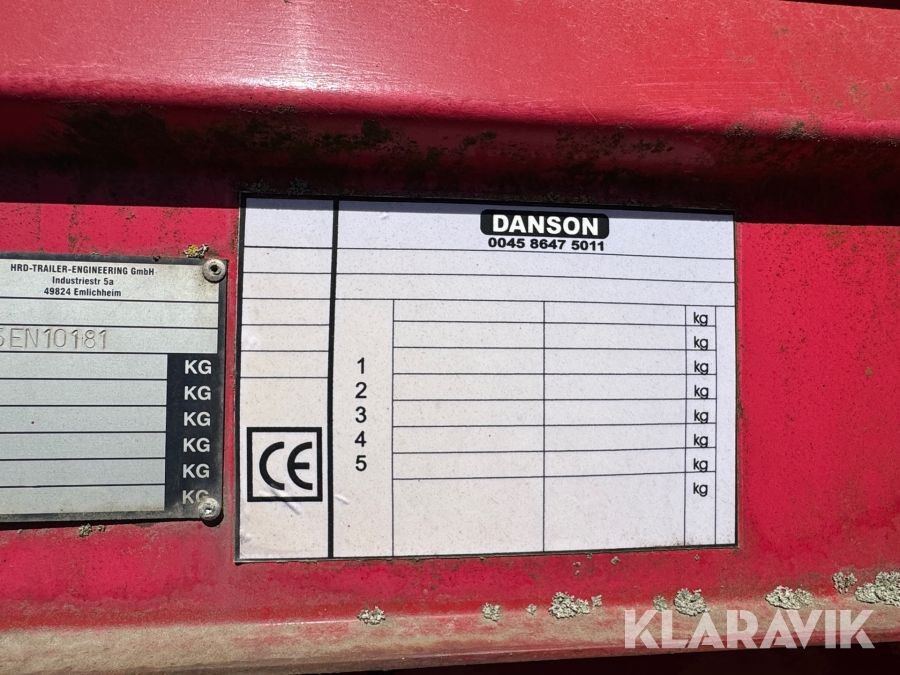 HRD-TRAILER-ENGINEERING GmbH
Industriestr 5a
49824 Emlichheim
EN10181
KG
KG
KG
KG
KG
KG
DANSON
0045 8647 5011
kg
kg
1 kg
2 kg
3 kg
4 kg
5 kg
kg
CE
KLARAVIK